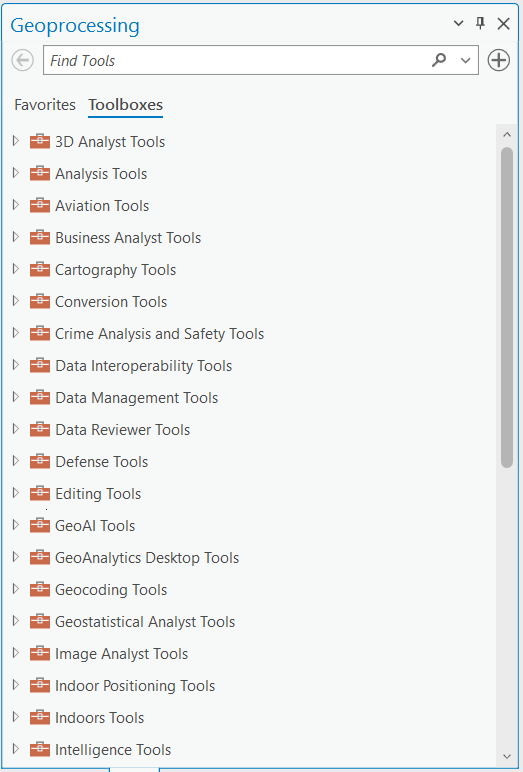 Geoprocessing
Find Tools
Favorites Toolboxes
3D Analyst Tools
Analysis Tools
Aviation Tools
Business Analyst Tools
Cartography Tools
Conversion Tools
Crime Analysis and Safety Tools
Data Interoperability Tools
Data Management Tools
Data Reviewer Tools
Defense Tools
Editing Tools
GeoAI Tools
GeoAnalytics Desktop Tools
Geocoding Tools
Geostatistical Analyst Tools
Image Analyst Tools
Indoor Positioning Tools
Indoors Tools
Intelligence Tools